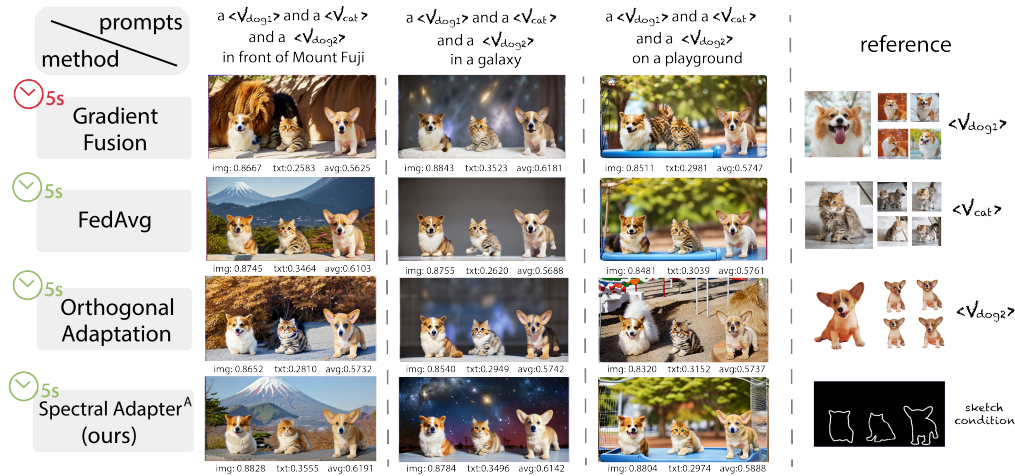 prompts
method
a <V_dog1> and a <V_cat>
and a <V_dog2>
in front of Mount Fuji
a <V_dog1> and a <V_cat>
and a <V_dog2>
in a galaxy
a <V_dog1> and a <V_cat>
and a <V_dog2>
on a playground
reference
5s
Gradient
Fusion
img: 0.8667 txt:0.2583 avg:0.5625
img: 0.8843 txt:0.3523 avg:0.6181
img: 0.8511 txt:0.2981 avg:0.5747
<V_dog1>
5s
FedAvg
img: 0.8745 txt:0.3464 avg:0.6103
img: 0.8755 txt:0.2620 avg:0.5688
img: 0.8481 txt:0.3039 avg:0.5761
<V_cat>
5s
Orthogonal
Adaptation
img: 0.8652 txt:0.2810 avg:0.5732
img: 0.8540 txt:0.2949 avg:0.5742
img: 0.8320 txt:0.3152 avg:0.5737
<V_dog2>
5s
Spectral Adapter^A
(ours)
img: 0.8828 txt:0.3555 avg:0.6191
img: 0.8784 txt:0.3496 avg:0.6142
img: 0.8804 txt:0.2974 avg:0.5888
sketch
condition